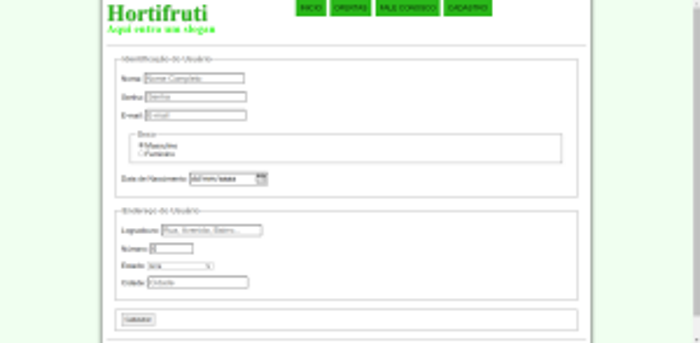 Hortifruti
Aqui entra um slogan
INICIO OFERTAS FALE CONOSCO CADASTRO
Identificação do Usuário
Nome: Nome Completo
Senha: Senha
E-mail: E-mail
Sexo
Masculino
Feminino
Data de Nascimento: dd/mm/aaaa
Endereço do Usuário
Logradouro: Rua, Avenida, Bairro...
Número:
Estado:
Cidade: Cidade
Cadastrar